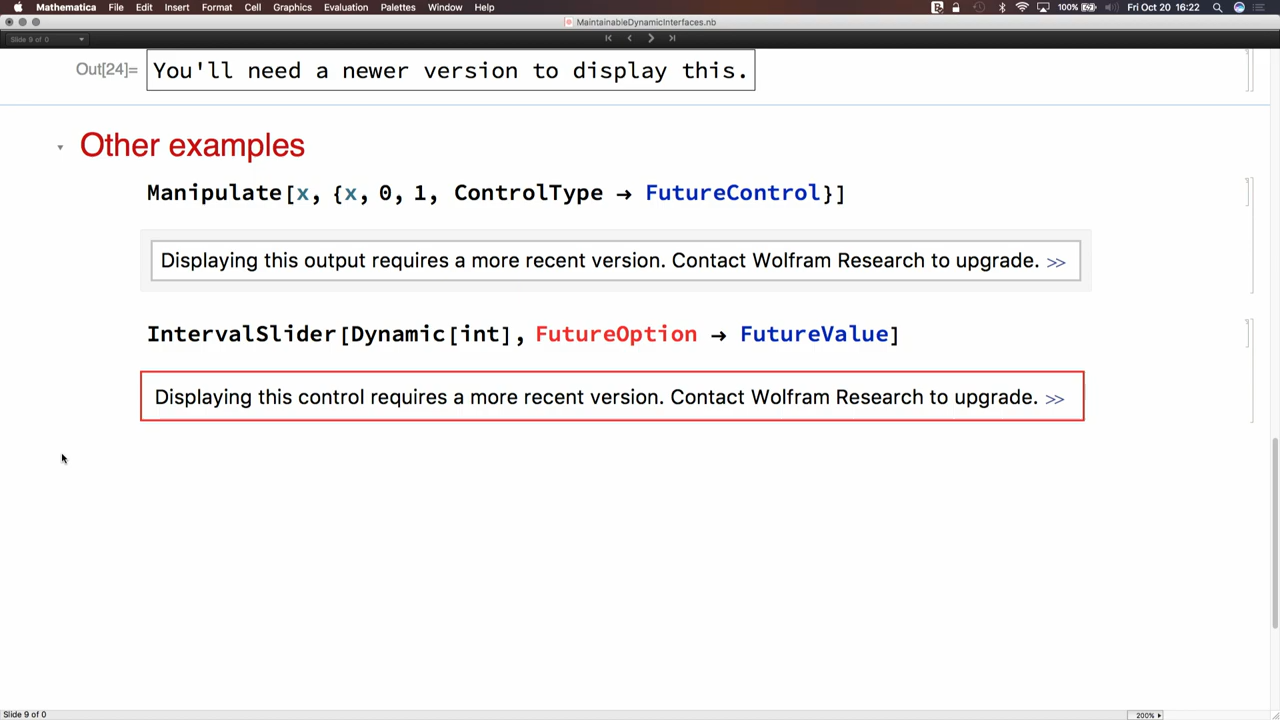 Mathematica File Edit Insert Format Cell Graphics Evaluation Palettes Window Help 100% Fri Oct 20 16:22
MaintainableDynamicInterfaces.nb
Slide 9 of 0
Out[24]= You'll need a newer version to display this.
Other examples
Manipulate[x, {x, 0, 1, ControlType → FutureControl}]
Displaying this output requires a more recent version. Contact Wolfram Research to upgrade. >>
IntervalSlider[Dynamic[int], FutureOption → FutureValue]
Displaying this control requires a more recent version. Contact Wolfram Research to upgrade. >>
Slide 9 of 0 200%